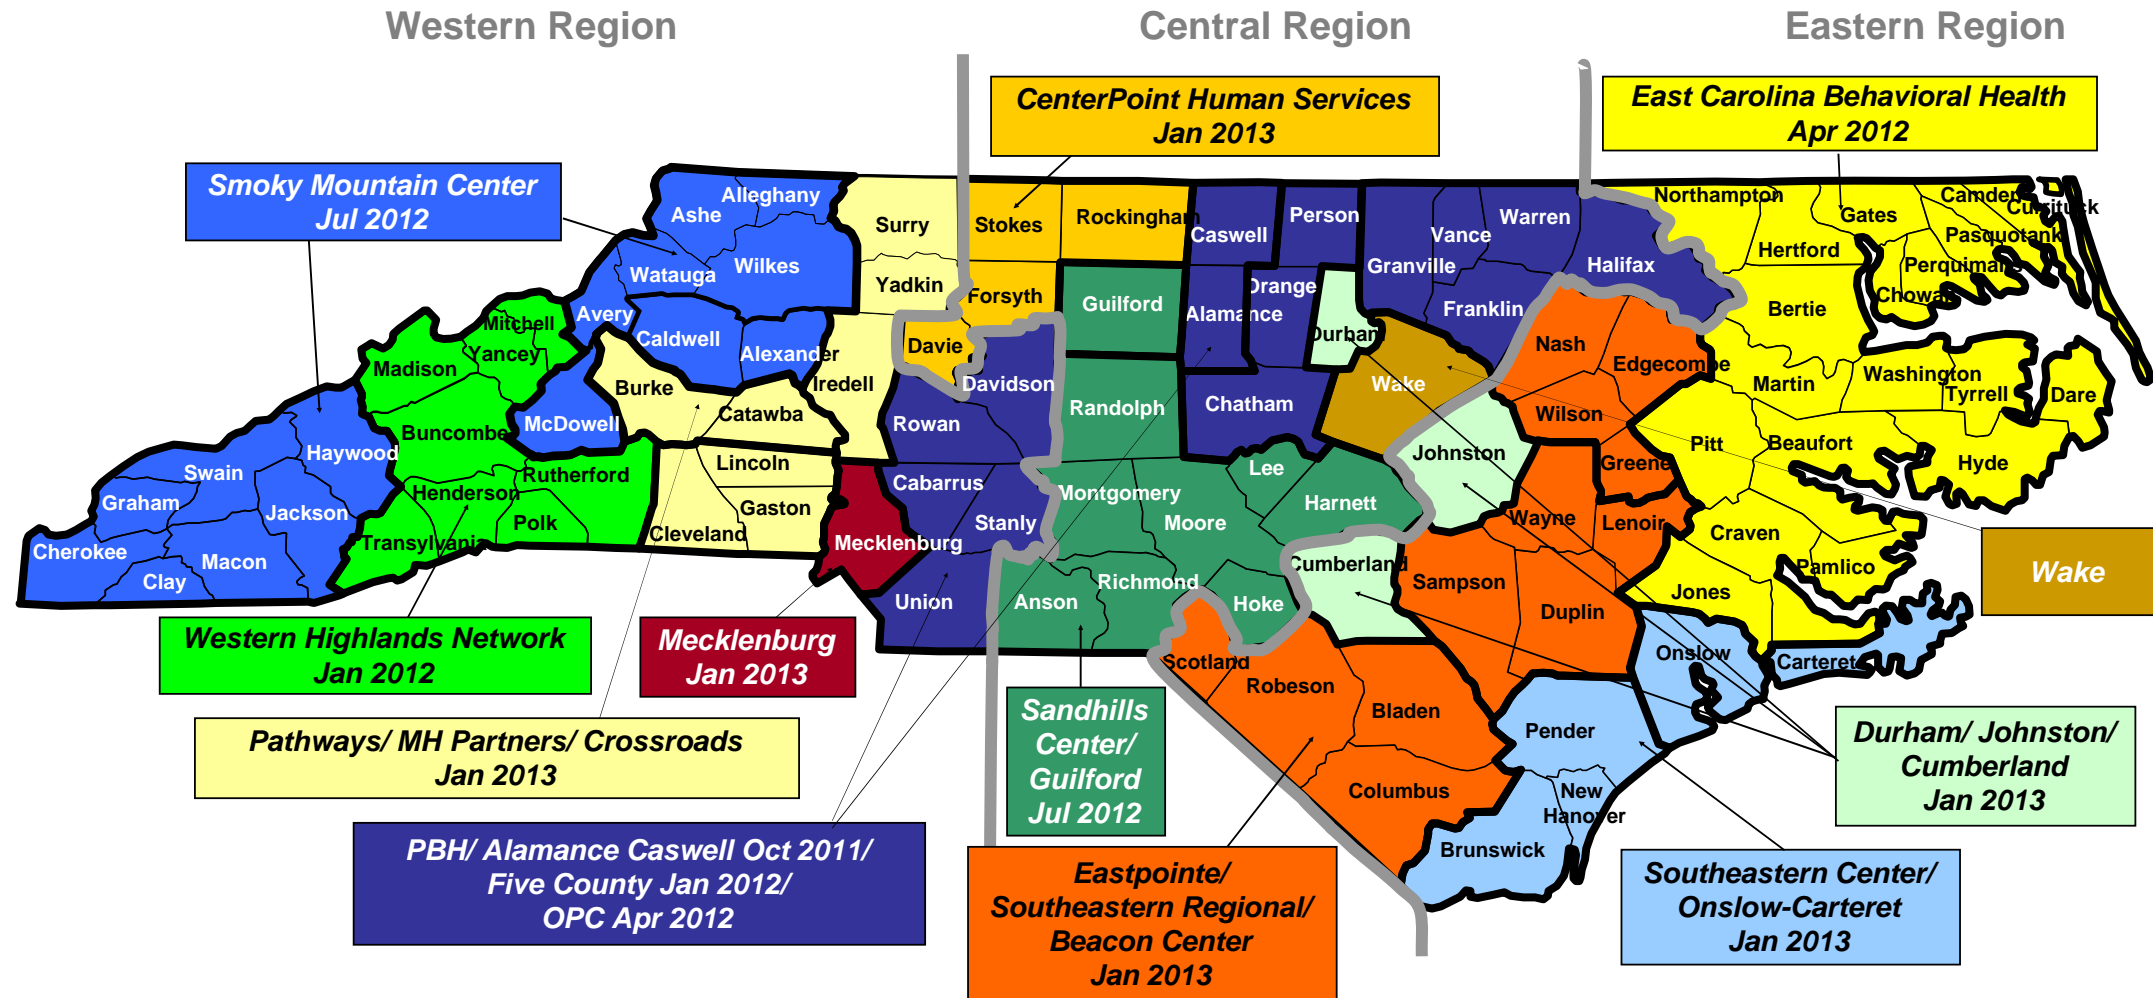 Western Region
Central Region
Eastern Region
CenterPoint Human Services
Jan 2013
East Carolina Behavioral Health
Apr 2012
Smoky Mountain Center
Jul 2012
Alleghany
Ashe
Surry
Stokes
Rockingham
Caswell
Person
Vance
Warren
Northampton
Gates
Camden
Currituck
Pasquotank
Hertford
Perquimans
Watauga
Wilkes
Yadkin
Forsyth
Guilford
Alamance
Orange
Durham
Granville
Franklin
Halifax
Chowan
Bertie
Mitchell
Avery
Yancey
Caldwell
Alexander
Madison
Davie
Iredell
Davidson
Burke
Catawba
Rowan
Randolph
Chatham
Wake
Nash
Edgecombe
Martin
Washington
Tyrrell
Dare
Wilson
McDowell
Buncombe
Haywood
Swain
Rutherford
Lincoln
Graham
Henderson
Jackson
Polk
Gaston
Cleveland
Transylvania
Cherokee
Macon
Clay
Cabarrus
Stanly
Mecklenburg
Union
Montgomery
Moore
Lee
Harnett
Johnston
Greene
Pitt
Beaufort
Hyde
Wayne
Lenoir
Craven
Pamlico
Jones
Anson
Richmond
Hoke
Cumberland
Sampson
Duplin
Onslow
Carteret
Scotland
Robeson
Bladen
Columbus
Pender
New
Hanover
Brunswick
Wake
Western Highlands Network
Jan 2012
Mecklenburg
Jan 2013
Pathways/ MH Partners/ Crossroads
Jan 2013
Sandhills
Center/
Guilford
Jul 2012
Durham/ Johnston/
Cumberland
Jan 2013
PBH/ Alamance Caswell Oct 2011/
Five County Jan 2012/
OPC Apr 2012
Eastpointe/
Southeastern Regional/
Beacon Center
Jan 2013
Southeastern Center/
Onslow-Carteret
Jan 2013